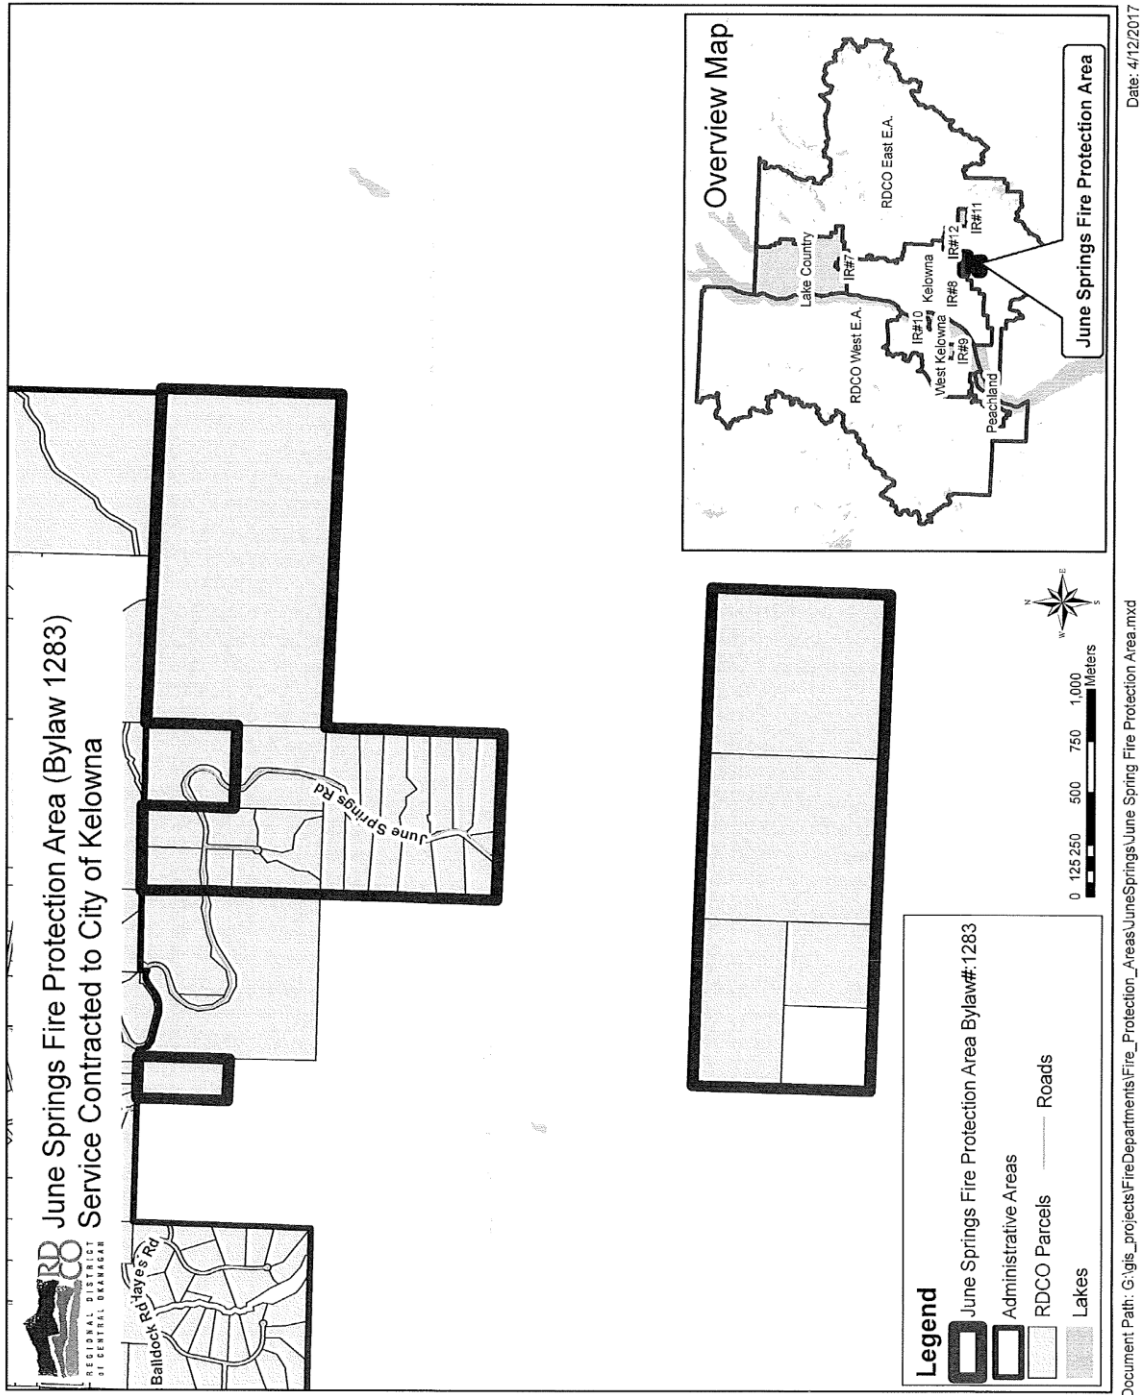 RD
CO
REGIONAL DISTRICT
OF CENTRAL OKANAGAN
June Springs Fire Protection Area (Bylaw 1283)
Service Contracted to City of Kelowna
Balldock Rd
Hayes Rd
June Springs Rd
Overview Map
Lake Country
IR#7
RDCO West E.A.
RDCO East E.A.
IR#10
Kelowna
IR#12
West Kelowna
IR#8
IR#11
IR#9
Peachland
June Springs Fire Protection Area
Legend
June Springs Fire Protection Area Bylaw#:1283
Administrative Areas
RDCO Parcels
Roads
Lakes
0 125 250 500 750 1,000
Meters
N
W E
S
Document Path: G:\gis_projects\FireDepartments\Fire_Protection_Areas\JuneSprings\June Spring Fire Protection Area.mxd
Date: 4/12/2017